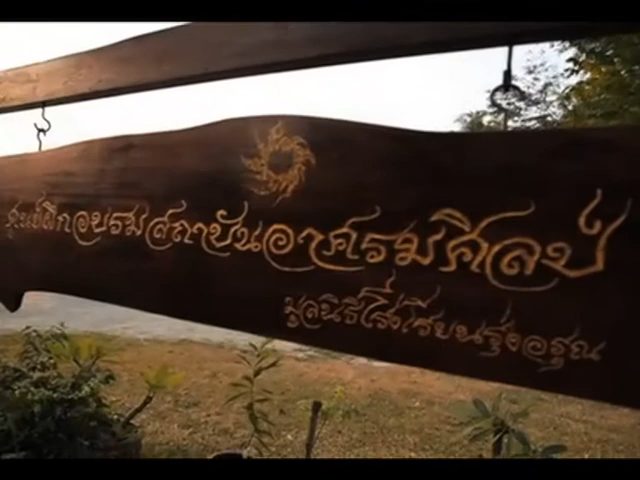 ศูนย์ฝึกอบรมสถาบันอาศรมศิลป์
มูลนิธิโรงเรียนรุ่งอรุณ